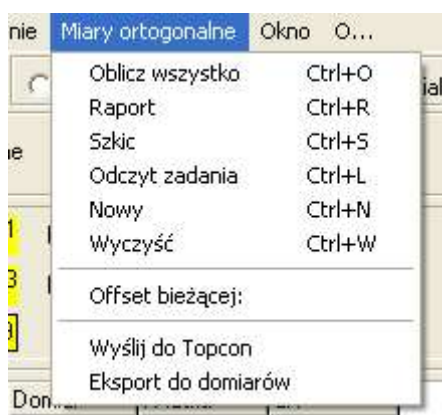 nie Miary ortogonalne Okno O...
Oblicz wszystko Ctrl+O
Raport Ctrl+R
Szkic Ctrl+S
Odczyt zadania Ctrl+L
Nowy Ctrl+N
Wyczyść Ctrl+W
Offset bieżącej:
Wyślij do Topcon
Eksport do domiarów